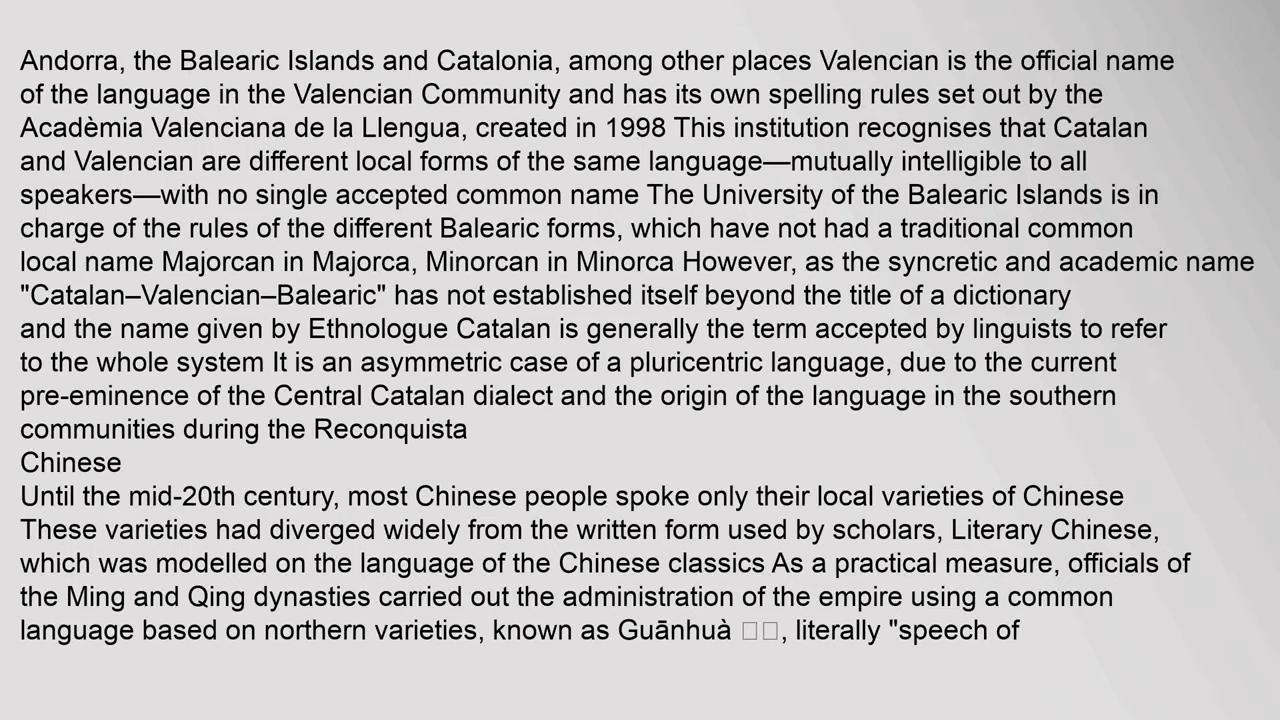 Andorra, the Balearic Islands and Catalonia, among other places Valencian is the official name
of the language in the Valencian Community and has its own spelling rules set out by the
Acadèmia Valenciana de la Llengua, created in 1998 This institution recognises that Catalan
and Valencian are different local forms of the same language—mutually intelligible to all
speakers—with no single accepted common name The University of the Balearic Islands is in
charge of the rules of the different Balearic forms, which have not had a traditional common
local name Majorcan in Majorca, Minorcan in Minorca However, as the syncretic and academic name
"Catalan–Valencian–Balearic" has not established itself beyond the title of a dictionary
and the name given by Ethnologue Catalan is generally the term accepted by linguists to refer
to the whole system It is an asymmetric case of a pluricentric language, due to the current
pre-eminence of the Central Catalan dialect and the origin of the language in the southern
communities during the Reconquista
Chinese
Until the mid-20th century, most Chinese people spoke only their local varieties of Chinese
These varieties had diverged widely from the written form used by scholars, Literary Chinese,
which was modelled on the language of the Chinese classics As a practical measure, officials of
the Ming and Qing dynasties carried out the administration of the empire using a common
language based on northern varieties, known as Guānhuà □□, literally "speech of